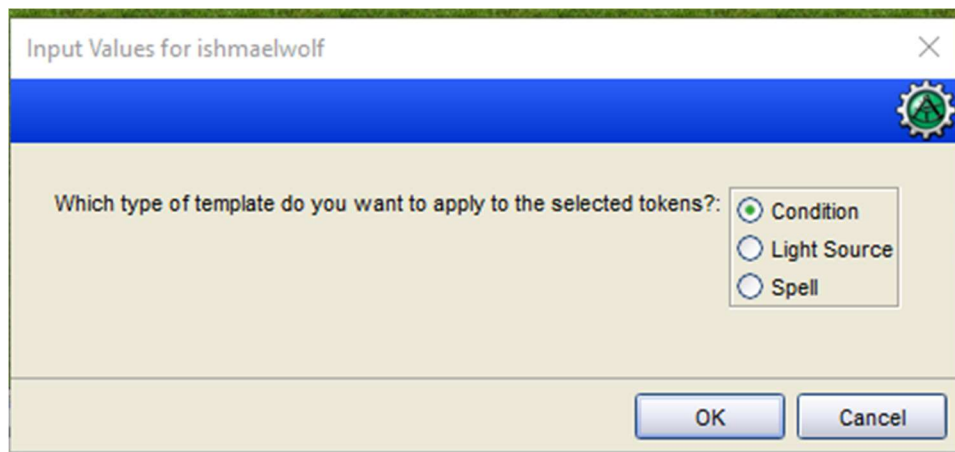 Input Values for ishmaelwolf
Which type of template do you want to apply to the selected tokens?:
Condition
Light Source
Spell
OK
Cancel